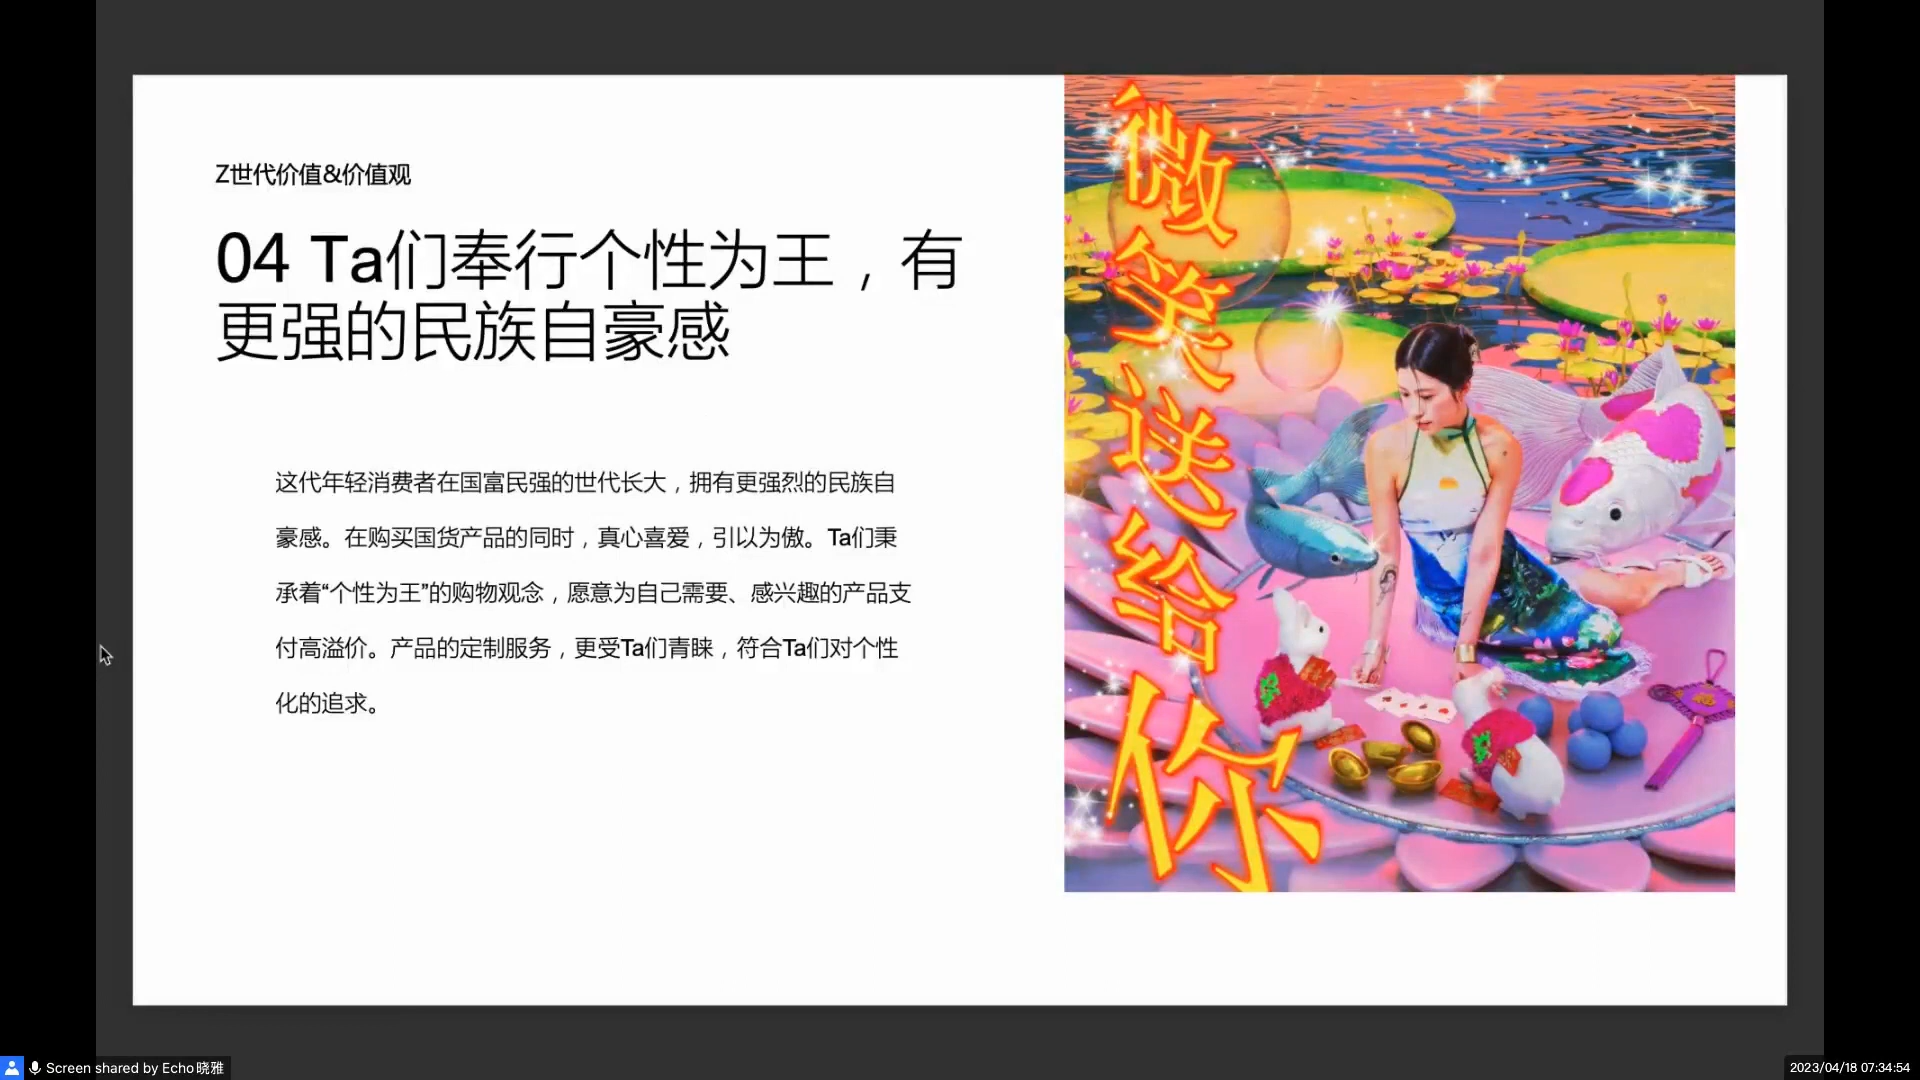 Z世代价值&价值观
04 Ta们奉行个性为王，有
更强的民族自豪感
这代年轻消费者在国富民强的世代长大，拥有更强烈的民族自
豪感。在购买国货产品的同时，真心喜爱，引以为傲。Ta们秉
承着“个性为王”的购物观念，愿意为自己需要、感兴趣的产品支
付高溢价。产品的定制服务，更受Ta们青睐，符合Ta们对个性
化的追求。
微笑送给你
Screen shared by Echo晓雅
2023/04/18 07:34:54